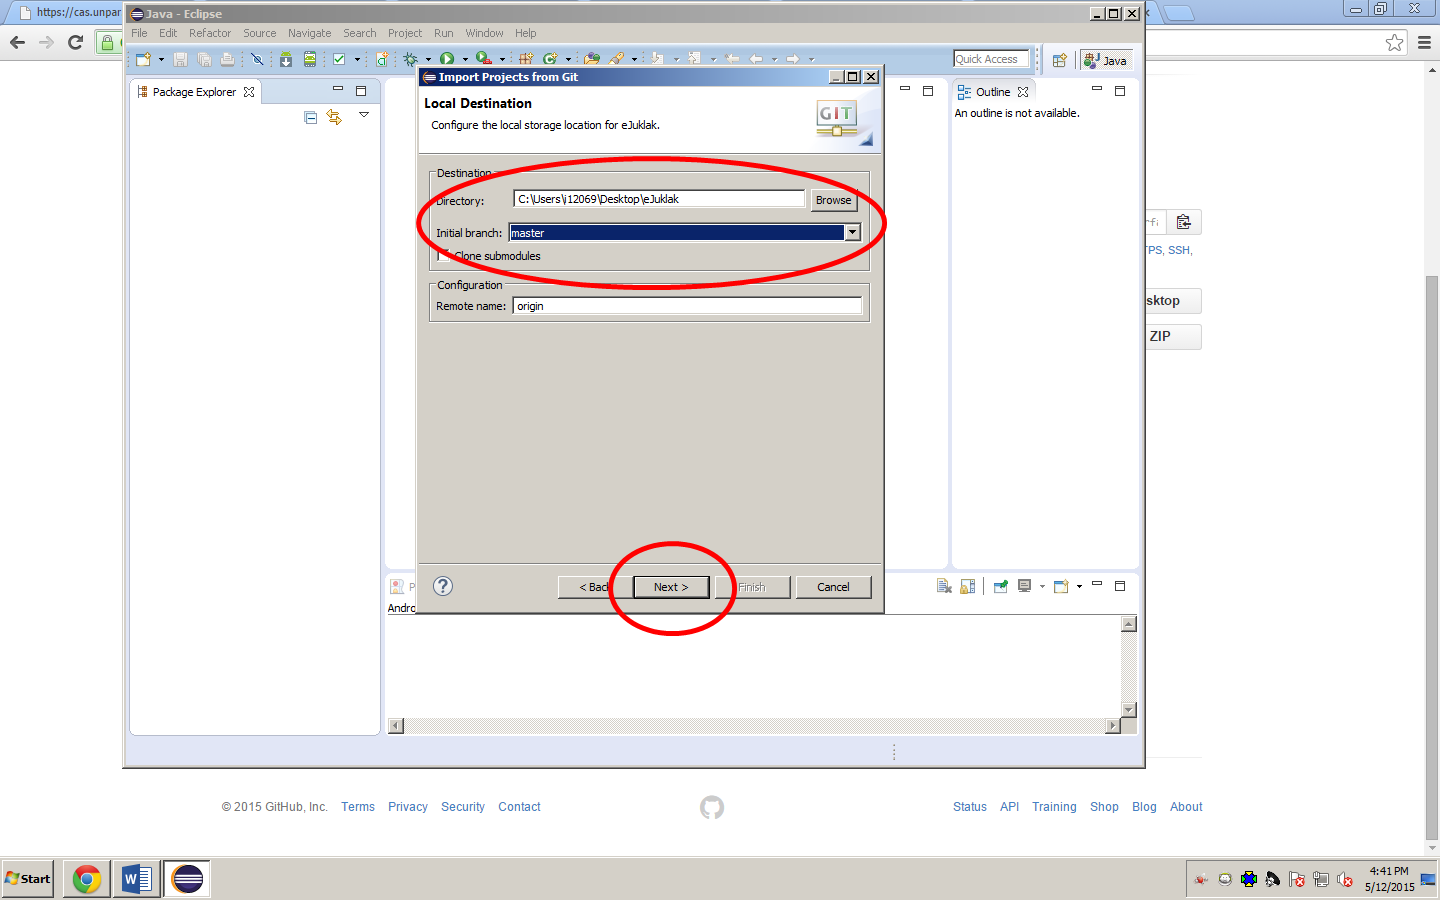 https://cas.unpar
Java - Eclipse
File Edit Refactor Source Navigate Search Project Run Window Help
Quick Access
Java
Package Explorer
Import Projects from Git
Outline
Local Destination
An outline is not available.
Configure the local storage location for eJuklak.
GIT
Destination
Directory: C:\Users\i12069\Desktop\eJuklak Browse
Initial branch: master
TPS, SSH,
Clone submodules
Configuration
Remote name: origin
sktop
ZIP
? < Back Next > Finish Cancel
Andro
© 2015 GitHub, Inc. Terms Privacy Security Contact
Status API Training Shop Blog About
Start
W
4:41 PM
5/12/2015